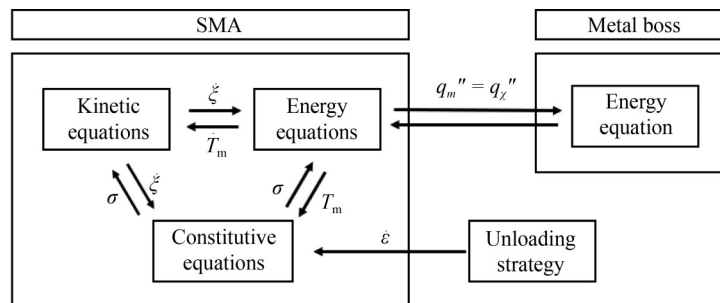 SMA
Metal boss
Kinetic
equations
ξ̇
Ṫm
Energy
equations
qm″ = qχ″
Energy
equation
σ
ξ̇
σ
Tm
Constitutive
equations
ε̇
Unloading
strategy